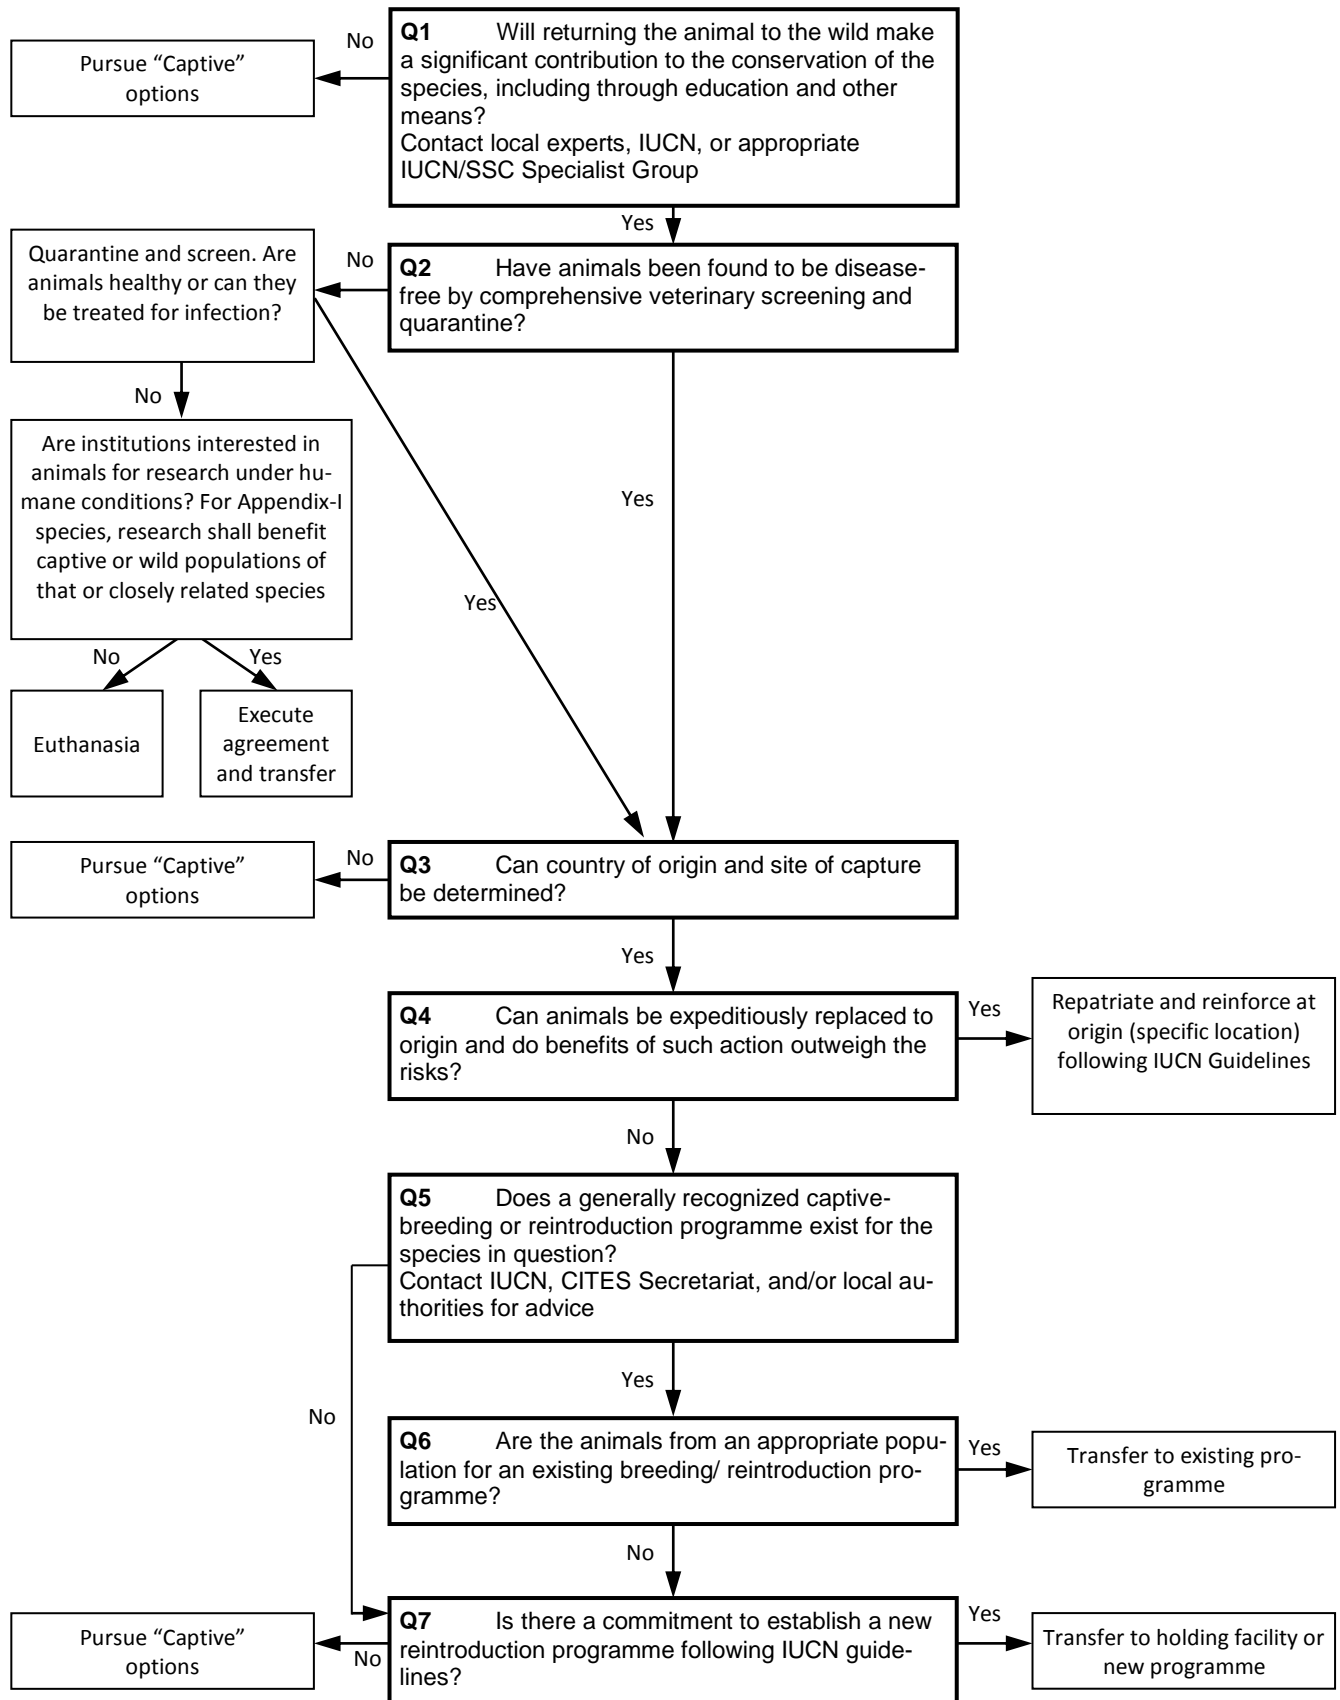 No
Pursue “Captive”
options
Q1 Will returning the animal to the wild make
a significant contribution to the conservation of the
species, including through education and other
means?
Contact local experts, IUCN, or appropriate
IUCN/SSC Specialist Group
Yes
Quarantine and screen. Are
animals healthy or can they
be treated for infection?
No
Q2 Have animals been found to be disease-
free by comprehensive veterinary screening and
quarantine?
No
Are institutions interested in
animals for research under hu-
mane conditions? For Appendix-I
species, research shall benefit
captive or wild populations of
that or closely related species
Yes
Yes
No
Yes
Euthanasia
Execute
agreement
and transfer
Pursue “Captive”
options
No
Q3 Can country of origin and site of capture
be determined?
Yes
Q4 Can animals be expeditiously replaced to
origin and do benefits of such action outweigh the
risks?
Yes
Repatriate and reinforce at
origin (specific location)
following IUCN Guidelines
No
Q5 Does a generally recognized captive-
breeding or reintroduction programme exist for the
species in question?
Contact IUCN, CITES Secretariat, and/or local au-
thorities for advice
Yes
No
Q6 Are the animals from an appropriate popu-
lation for an existing breeding/ reintroduction pro-
gramme?
Yes
Transfer to existing pro-
gramme
No
Pursue “Captive”
options
No
Q7 Is there a commitment to establish a new
reintroduction programme following IUCN guide-
lines?
Yes
Transfer to holding facility or
new programme